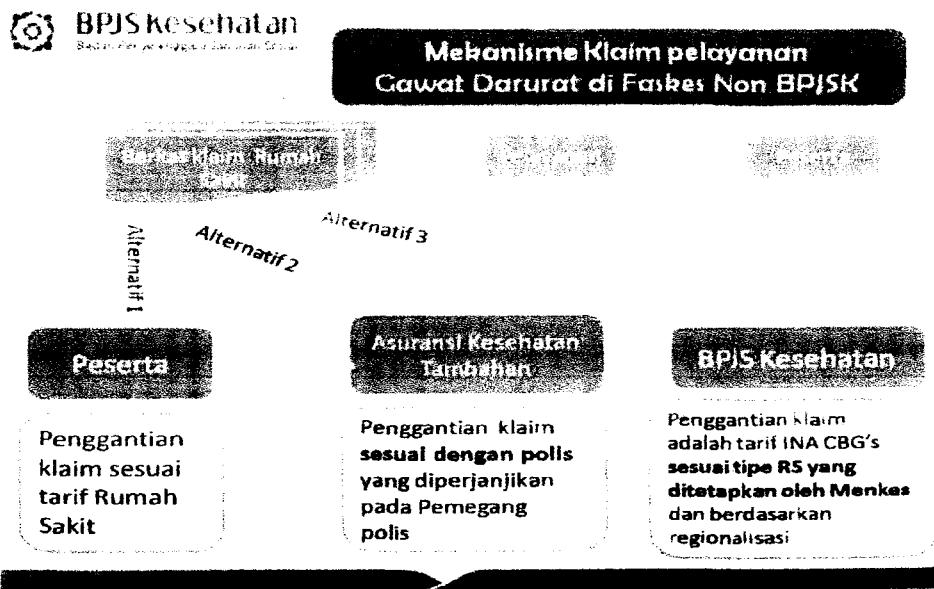 BPJS Kesehatan
Mekanisme Klaim pelayanan
Gawat Darurat di Faskes Non BPJSK
Berkas klaim Rumah
Sakit
Peserta
Alternatif 1
Alternatif 2
Alternatif 3
Peserta
Penggantian
klaim sesuai
tarif Rumah
Sakit
Asuransi Kesehatan
Tambahan
Penggantian klaim
sesuai dengan polis
yang diperjanjikan
pada Pemegang
polis
BPJS Kesehatan
Penggantian klaim
adalah tarif INA CBG's
sesuai tipe RS yang
ditetapkan oleh Menkes
dan berdasarkan
regionalisasi